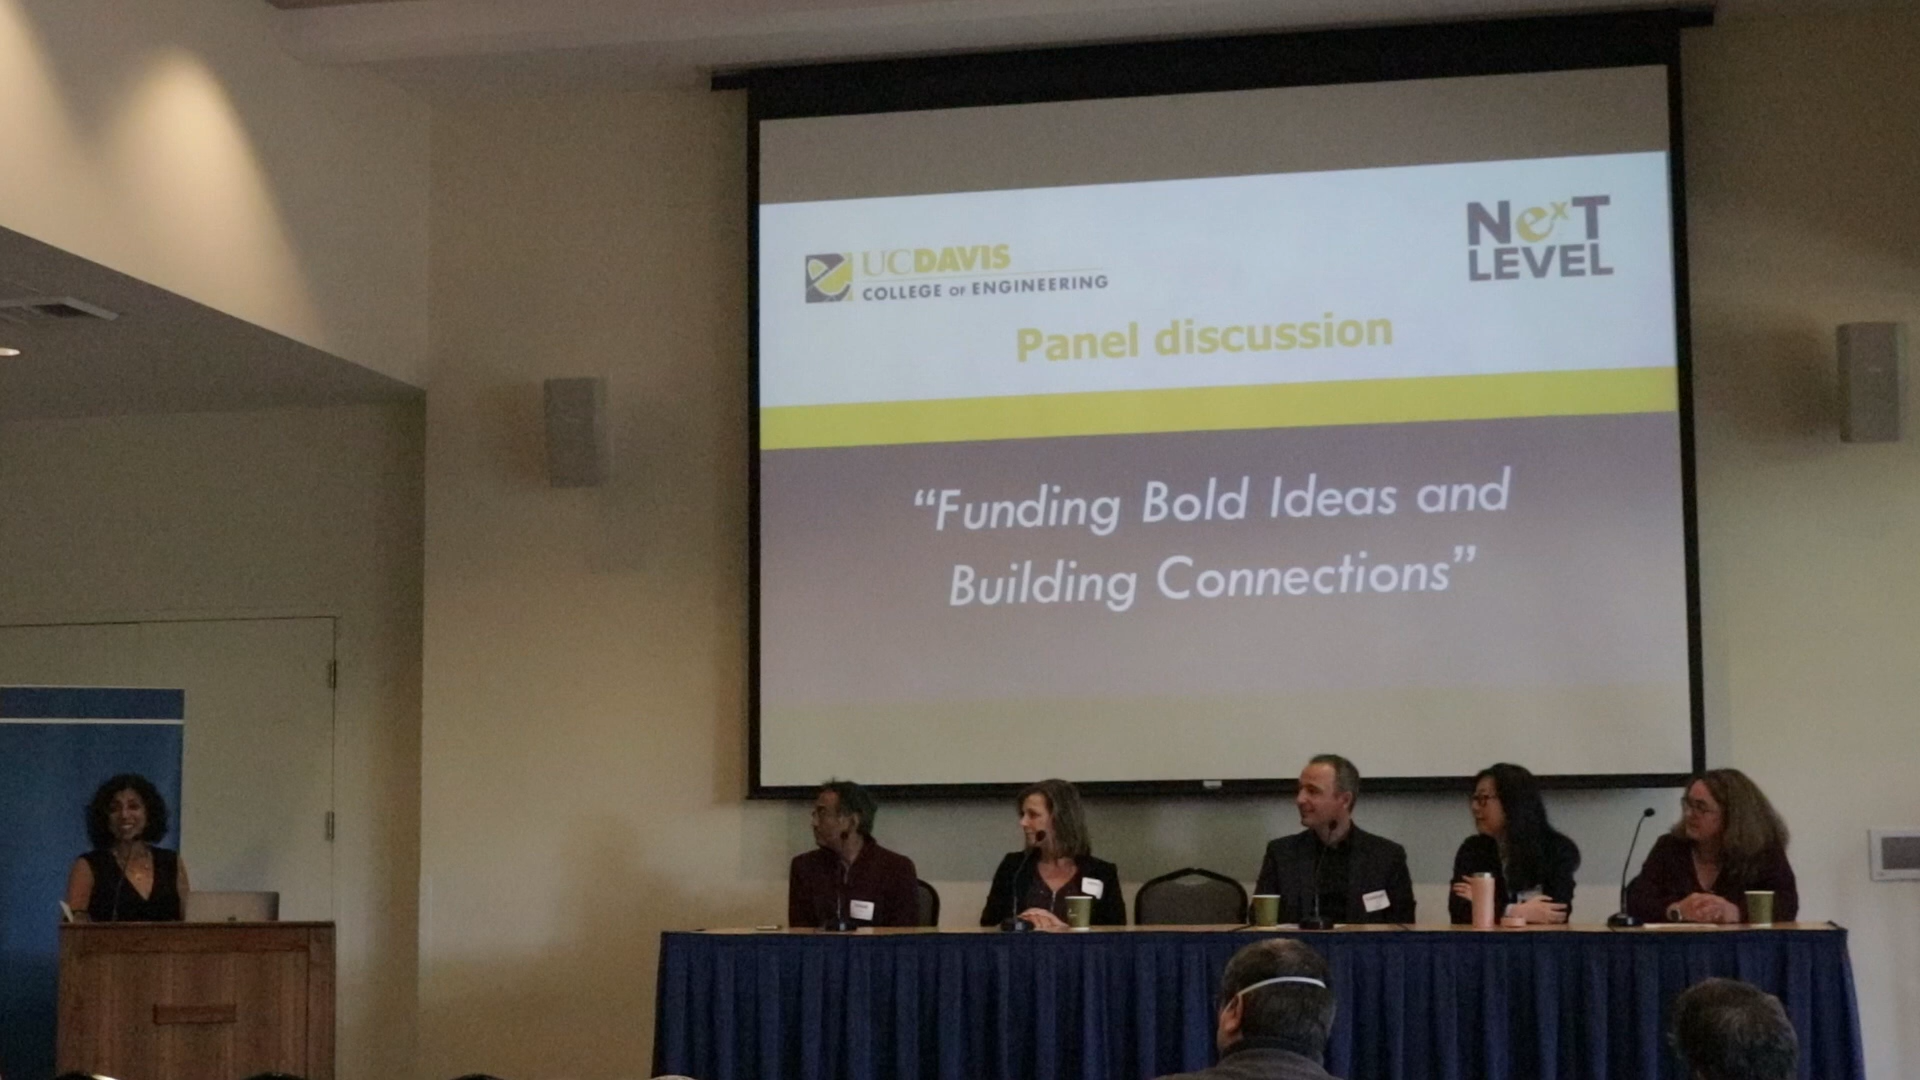 UCDAVIS
COLLEGE OF ENGINEERING
NexT
LEVEL
Panel discussion
“Funding Bold Ideas and
Building Connections”